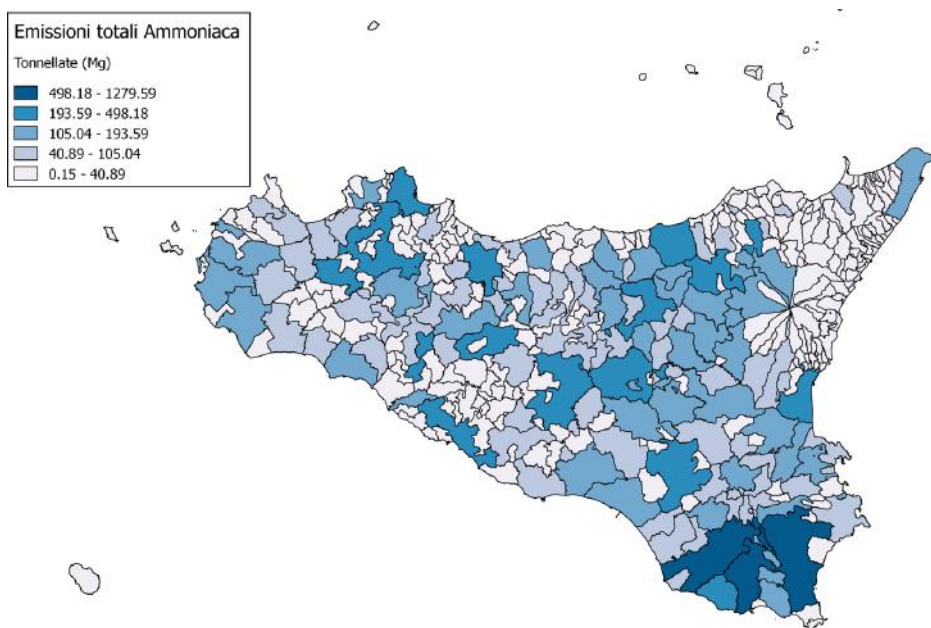 Emissioni totali Ammoniaca
Tonnellate (Mg)
498.18 - 1279.59
193.59 - 498.18
105.04 - 193.59
40.89 - 105.04
0.15 - 40.89